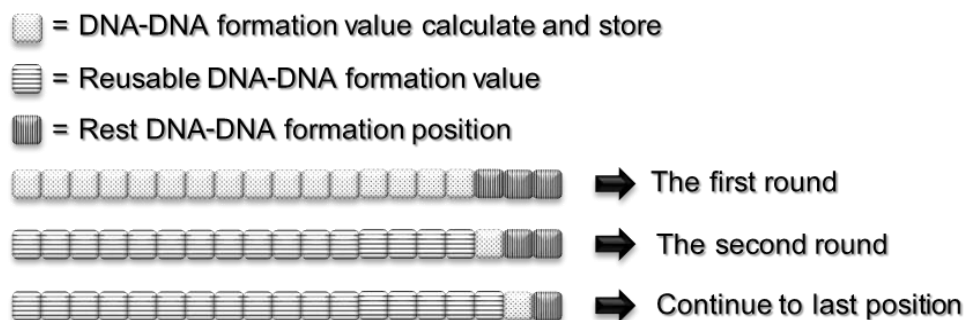 = DNA-DNA formation value calculate and store
= Reusable DNA-DNA formation value
= Rest DNA-DNA formation position
The first round
The second round
Continue to last position